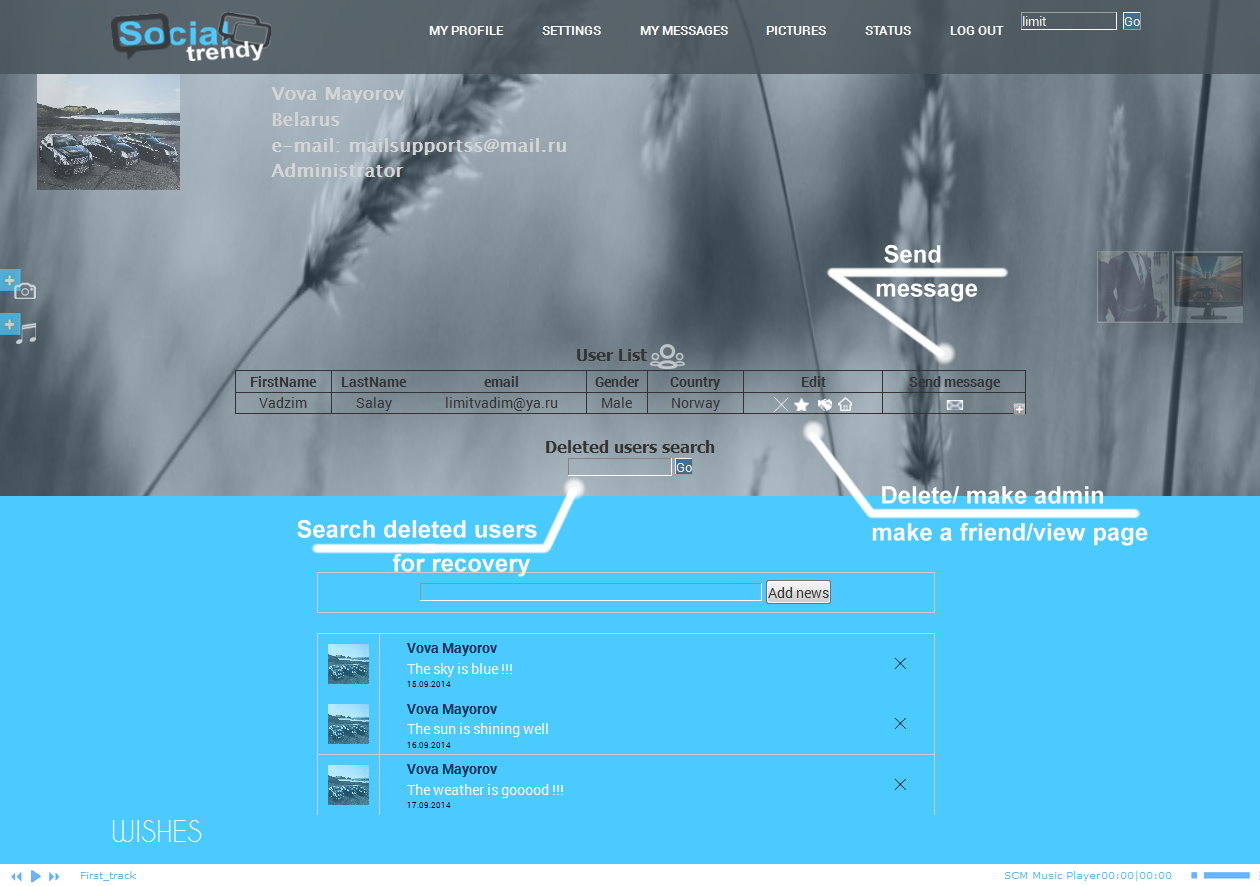 Social
trendy
MY PROFILE SETTINGS MY MESSAGES PICTURES STATUS LOG OUT limit Go
Vova Mayorov
Belarus
e-mail: mailsupportss@mail.ru
Administrator
Send
message
User List
FirstName LastName email Gender Country Edit Send message
Vadzim Salay limitvadim@ya.ru Male Norway
Deleted users search
Go
Delete/ make admin
make a friend/view page
Search deleted users
for recovery
Add news
Vova Mayorov
The sky is blue !!!
15.09.2014
Vova Mayorov
The sun is shining well
16.09.2014
Vova Mayorov
The weather is gooood !!!
17.09.2014
WISHES
First_track SCM Music Player00:00|00:00